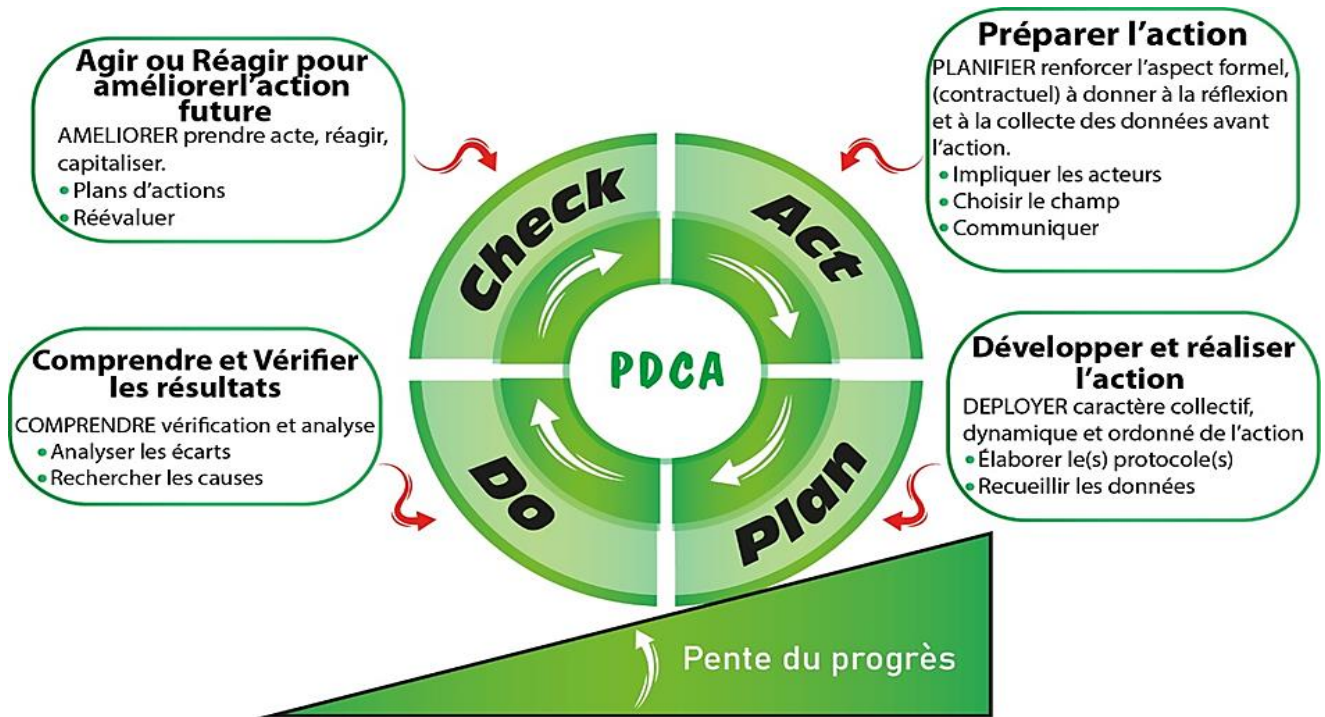 Agir ou Réagir pour
améliorerl'action
future
AMELIORER prendre acte, réagir,
capitaliser.
• Plans d'actions
• Réévaluer
Préparer l'action
PLANIFIER renforcer l'aspect formel,
(contractuel) à donner à la réflexion
et à la collecte des données avant
l'action.
• Impliquer les acteurs
• Choisir le champ
• Communiquer
Check
Act
PDCA
Do
Plan
Comprendre et Vérifier
les résultats
COMPRENDRE vérification et analyse
• Analyser les écarts
• Rechercher les causes
Développer et réaliser
l'action
DEPLOYER caractère collectif,
dynamique et ordonné de l'action
• Élaborer le(s) protocole(s)
• Recueillir les données
Pente du progrès